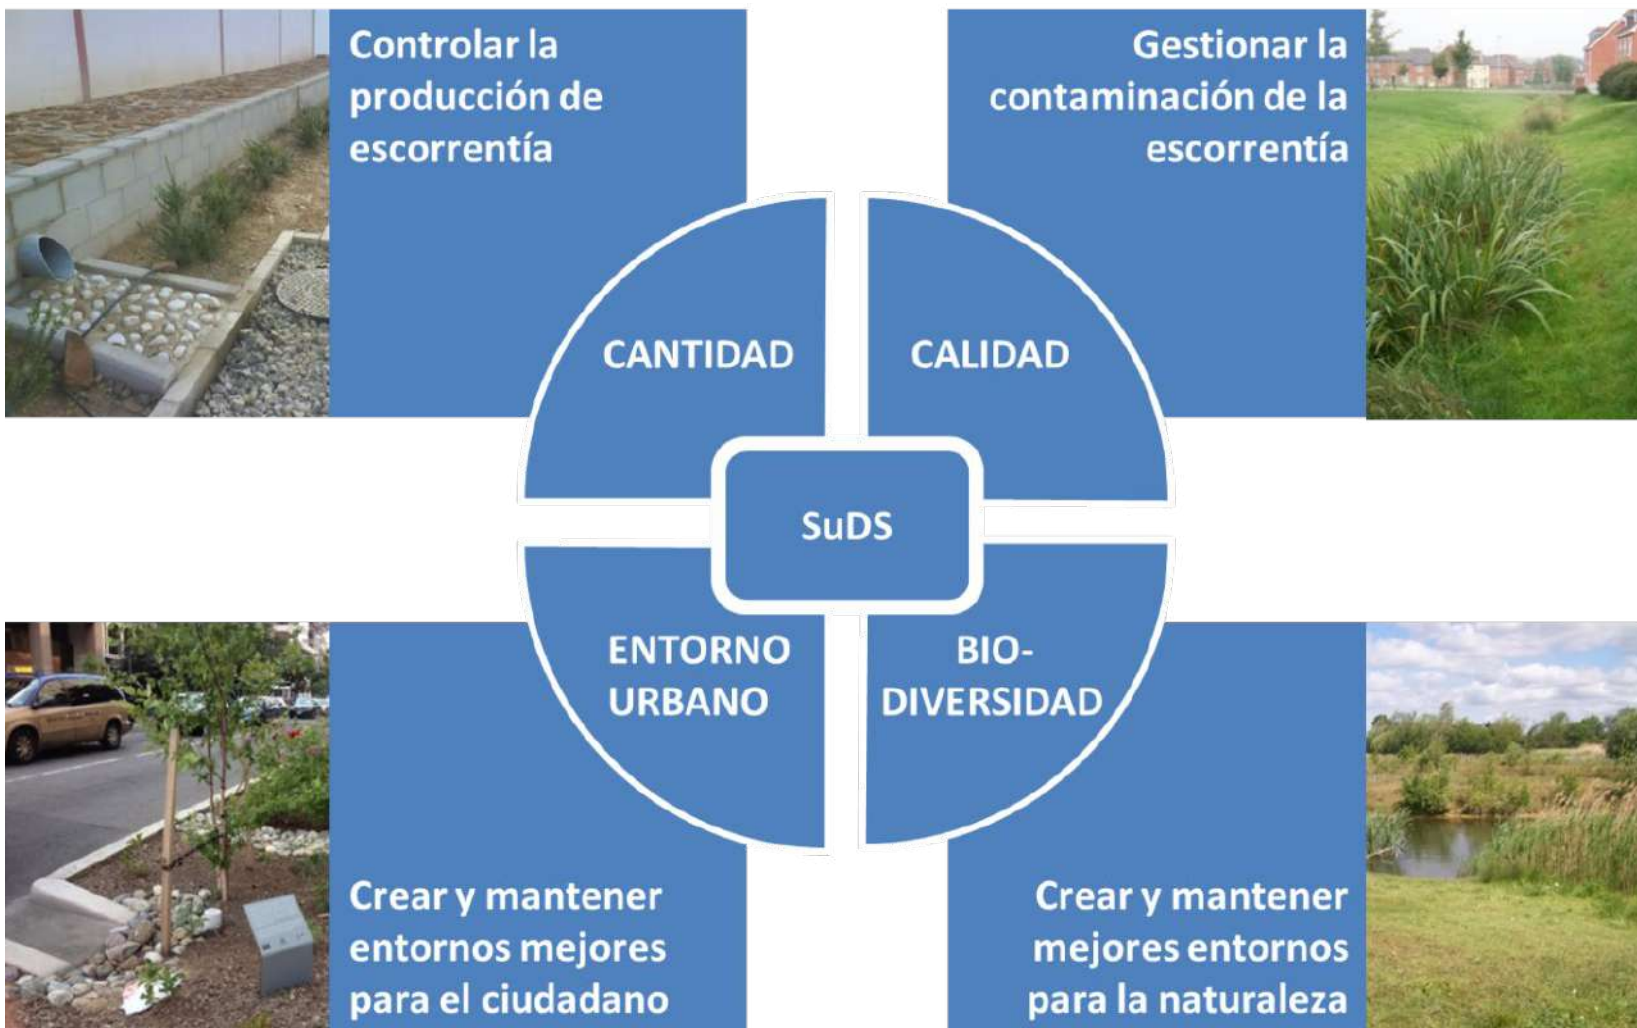 Controlar la
producción de
escorrentía
Gestionar la
contaminación de la
escorrentía
CANTIDAD
CALIDAD
SuDS
ENTORNO
URBANO
BIO-
DIVERSIDAD
Crear y mantener
entornos mejores
para el ciudadano
Crear y mantener
mejores entornos
para la naturaleza